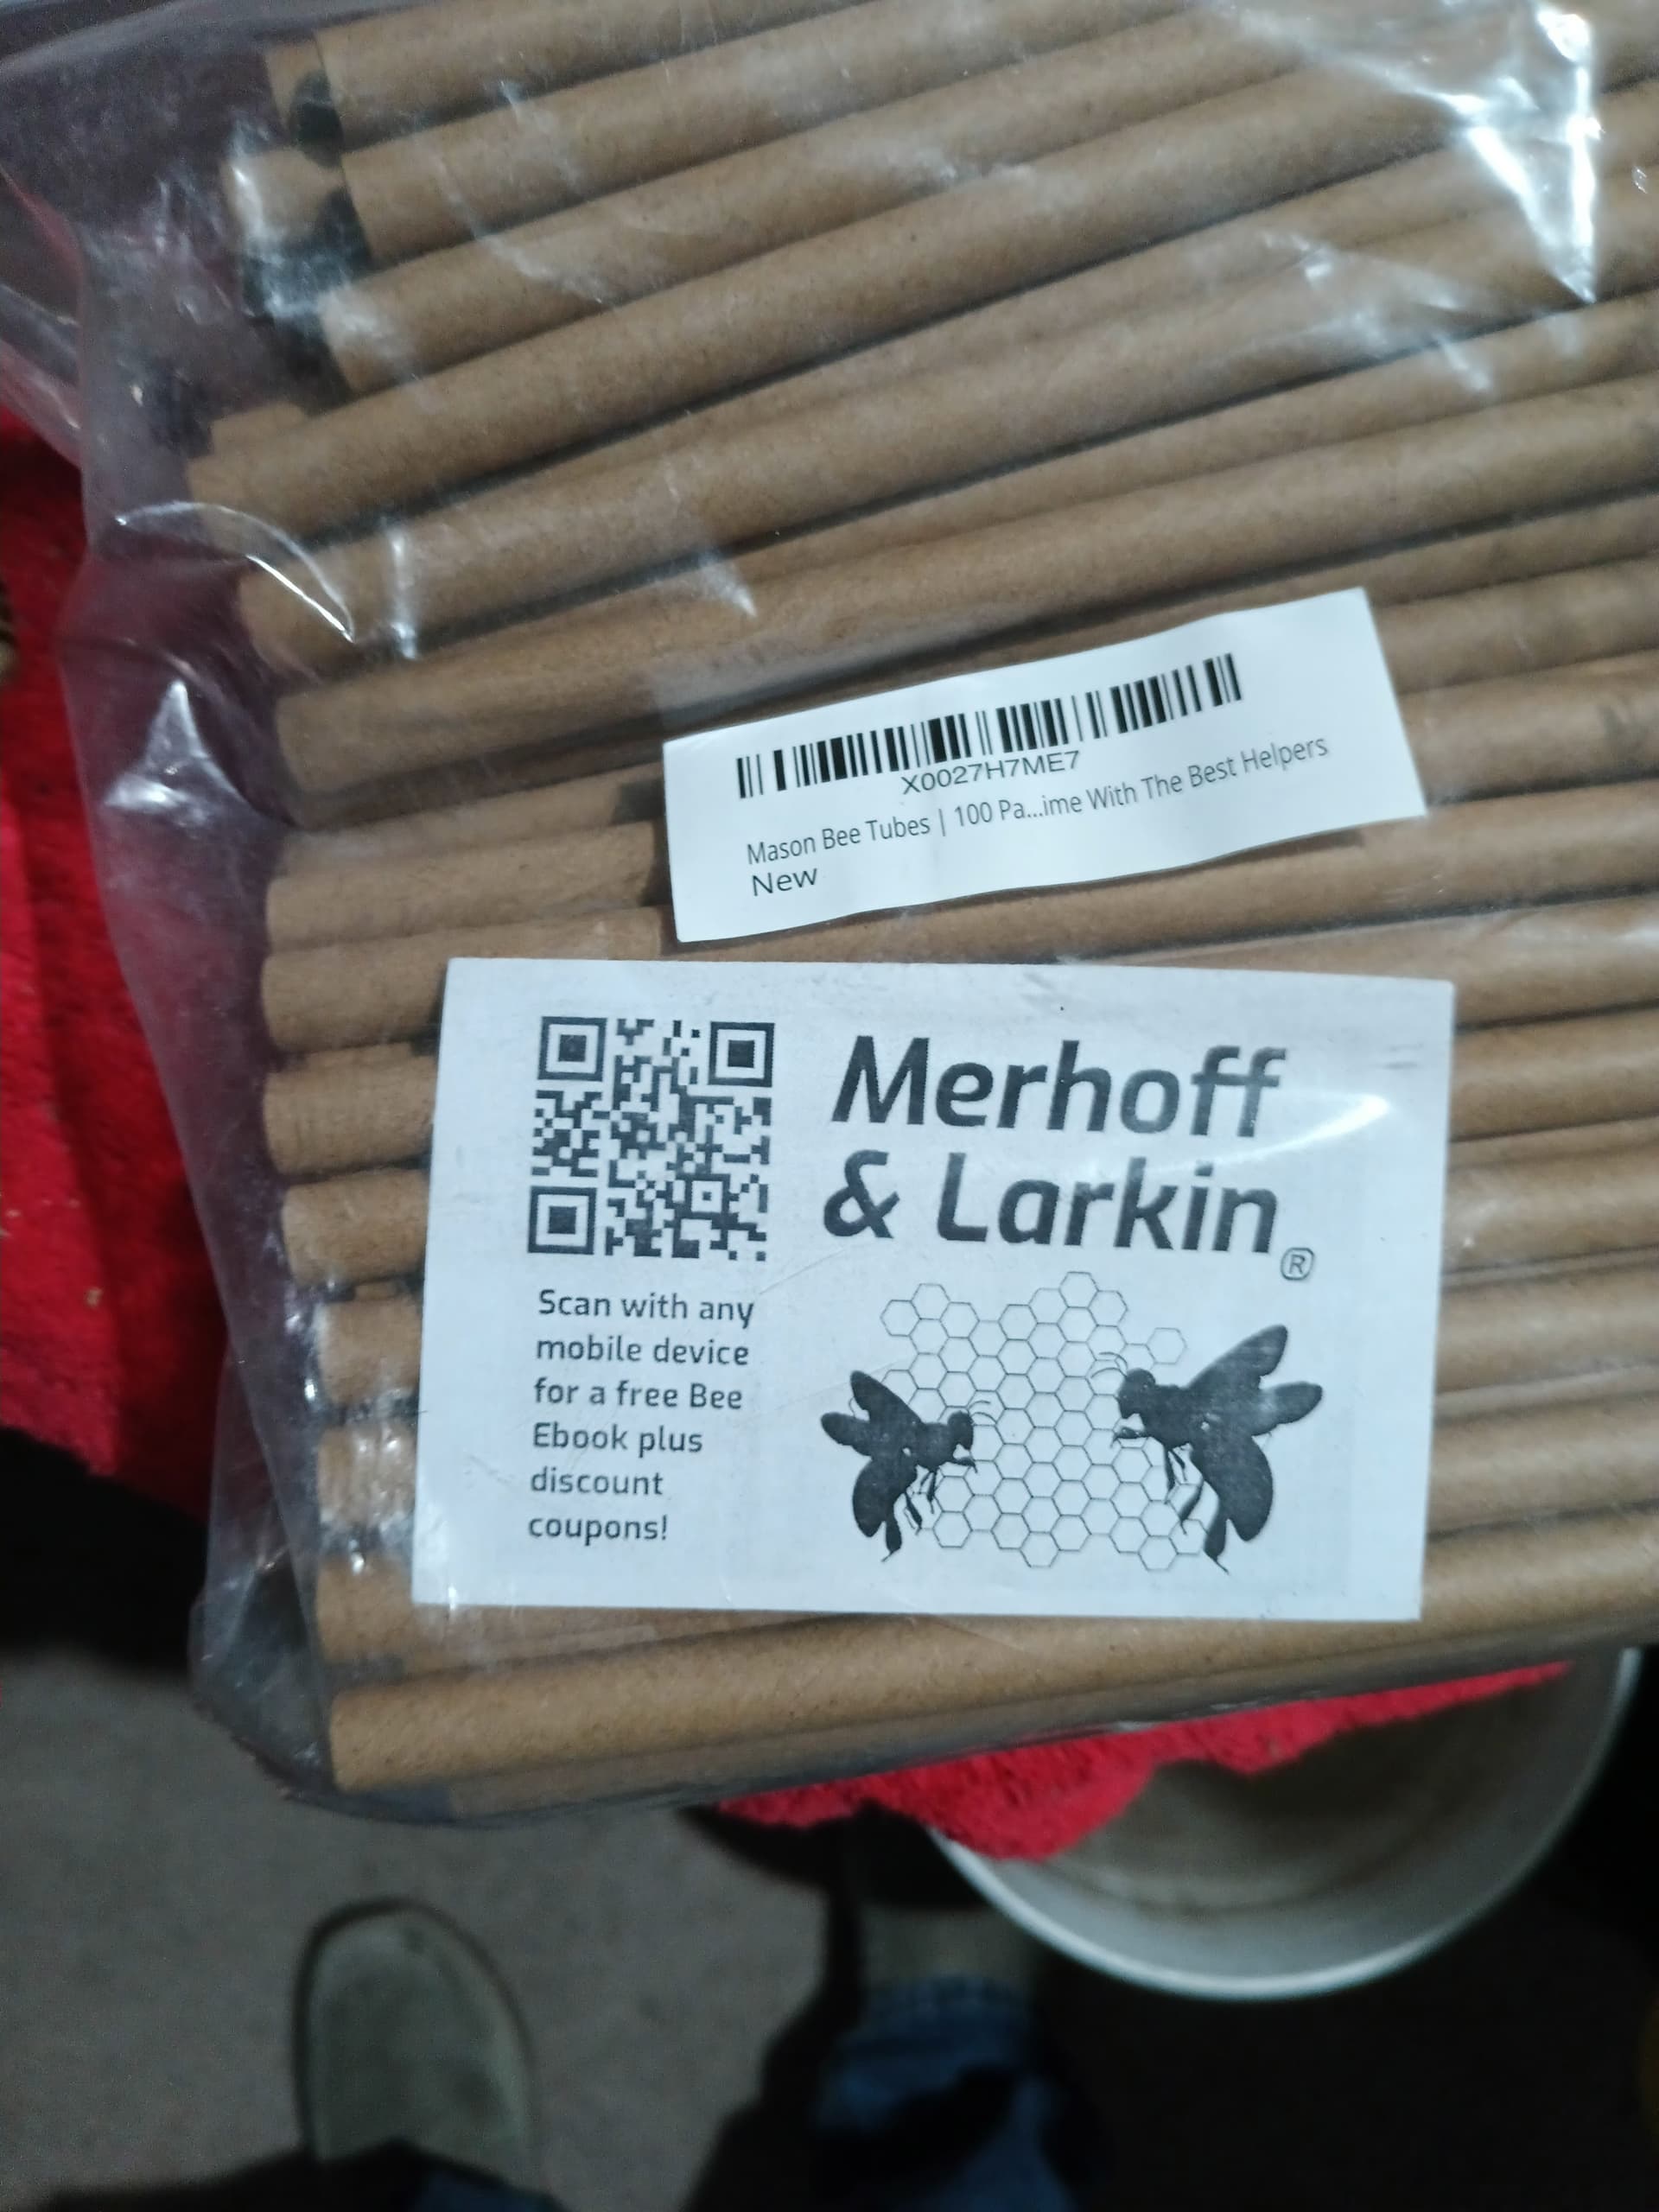 X0027H7ME7
Mason Bee Tubes | 100 Pa...ime With The Best Helpers
New
Merhoff
& Larkin®
Scan with any
mobile device
for a free Bee
Ebook plus
discount
coupons!